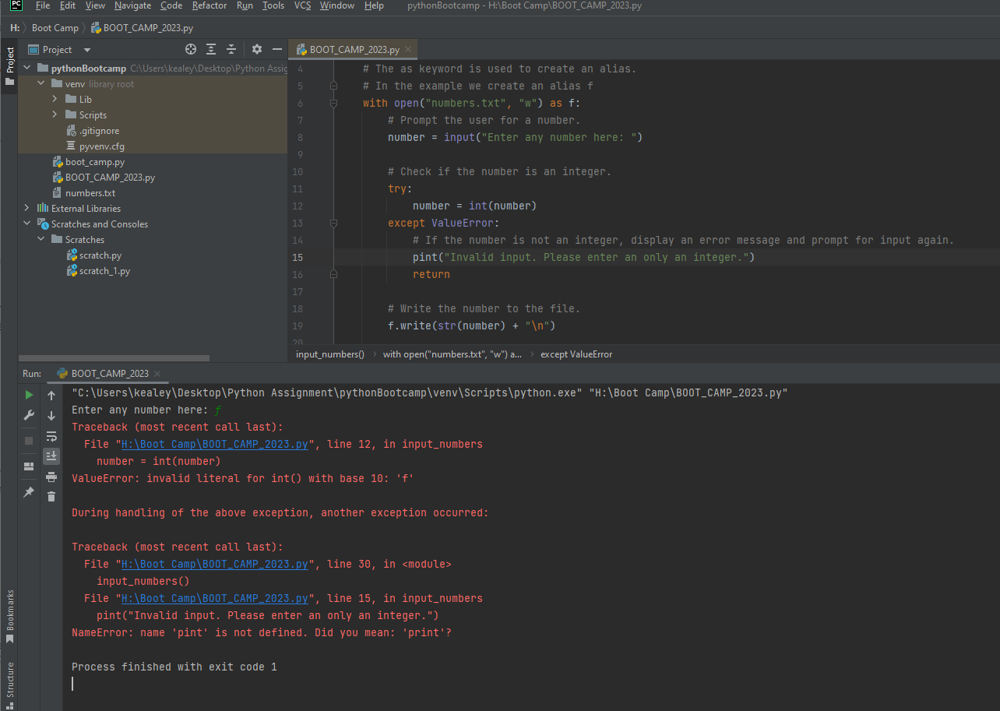 PC File Edit View Navigate Code Refactor Run Tools VCS Window Help pythonBootcamp - H:\Boot Camp\BOOT_CAMP_2023.py
H: Boot Camp BOOT_CAMP_2023.py
Project
Project
pythonBootcamp C:\Users\kealey\Desktop\Python Assig
venv library root
Lib
Scripts
.gitignore
pyvenv.cfg
boot_camp.py
BOOT_CAMP_2023.py
numbers.txt
External Libraries
Scratches and Consoles
Scratches
scratch.py
scratch_1.py
BOOT_CAMP_2023.py
4 # The as keyword is used to create an alias.
5 # In the example we create an alias f
6 with open("numbers.txt", "w") as f:
7 # Prompt the user for a number.
8 number = input("Enter any number here: ")
9
10 # Check if the number is an integer.
11 try:
12 number = int(number)
13 except ValueError:
14 # If the number is not an integer, display an error message and prompt for input again.
15 pint("Invalid input. Please enter an only an integer.")
16 return
17
18 # Write the number to the file.
19 f.write(str(number) + "\n")
20
input_numbers() with open("numbers.txt", "w") a... except ValueError
Run: BOOT_CAMP_2023
"C:\Users\kealey\Desktop\Python Assignment\pythonBootcamp\venv\Scripts\python.exe" "H:\Boot Camp\BOOT_CAMP_2023.py"
Enter any number here: f
Traceback (most recent call last):
File "H:\Boot Camp\BOOT_CAMP_2023.py", line 12, in input_numbers
number = int(number)
ValueError: invalid literal for int() with base 10: 'f'
During handling of the above exception, another exception occurred:
Traceback (most recent call last):
File "H:\Boot Camp\BOOT_CAMP_2023.py", line 30, in <module>
input_numbers()
File "H:\Boot Camp\BOOT_CAMP_2023.py", line 15, in input_numbers
pint("Invalid input. Please enter an only an integer.")
NameError: name 'pint' is not defined. Did you mean: 'print'?
Process finished with exit code 1
Bookmarks
Structure